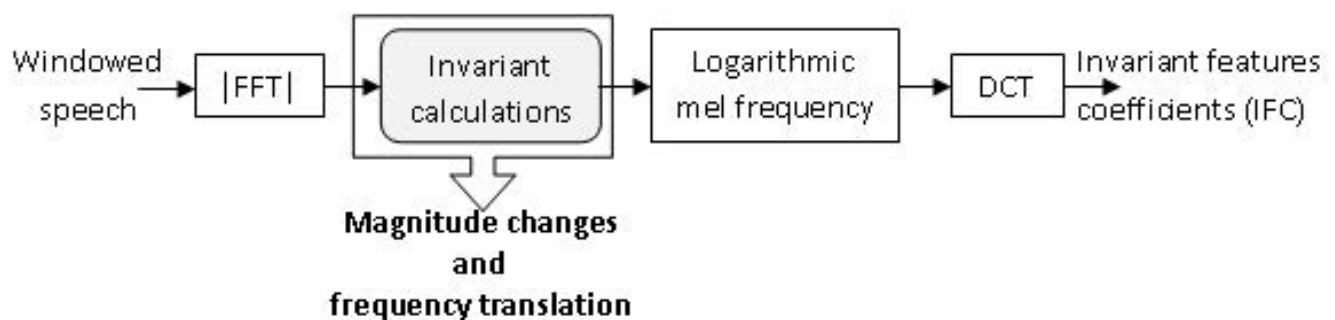 Windowed
speech
|FFT|
Invariant
calculations
Logarithmic
mel frequency
DCT
Invariant features
coefficients (IFC)
Magnitude changes
and
frequency translation